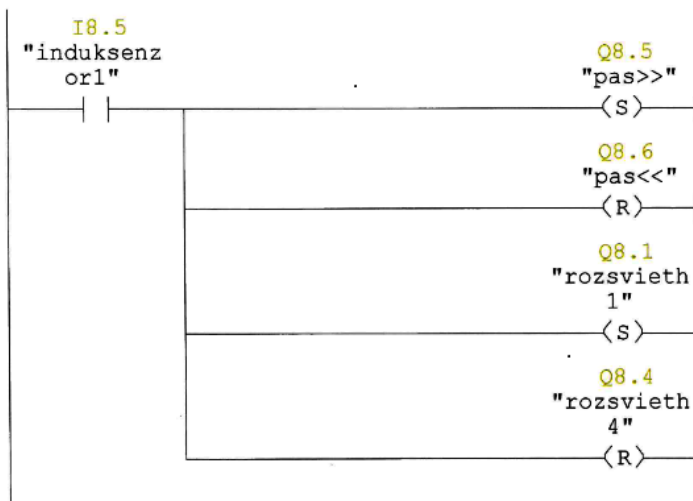 I8.5
"induksenz
or1"
Q8.5
"pas>>"
(S)
Q8.6
"pas<<"
(R)
Q8.1
"rozsvieth
1"
(S)
Q8.4
"rozsvieth
4"
(R)